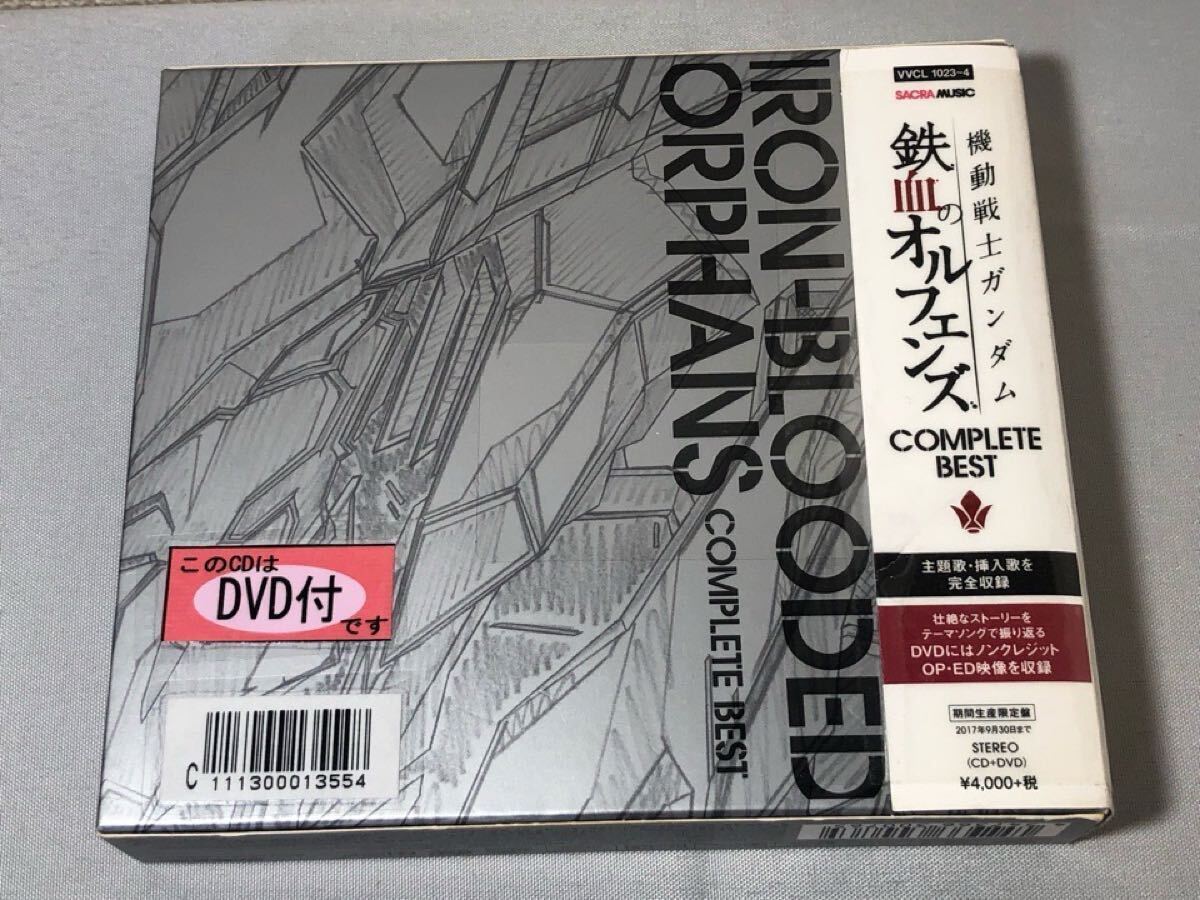 IRON-BLOODED
ORPHANS
COMPLETE BEST
このCDは
DVD付
です
C 111300013554
VVCL 1023~4
SACRA MUSIC
機動戦士ガンダム
鉄血の
オルフェンズ
COMPLETE
BEST
主題歌・挿入歌を
完全収録
壮絶なストーリーを
テーマソングで振り返る
DVDにはノンクレジット
OP・ED映像を収録
期間生産限定盤
2017年9月30日まで
STEREO
(CD+DVD)
¥4,000+税